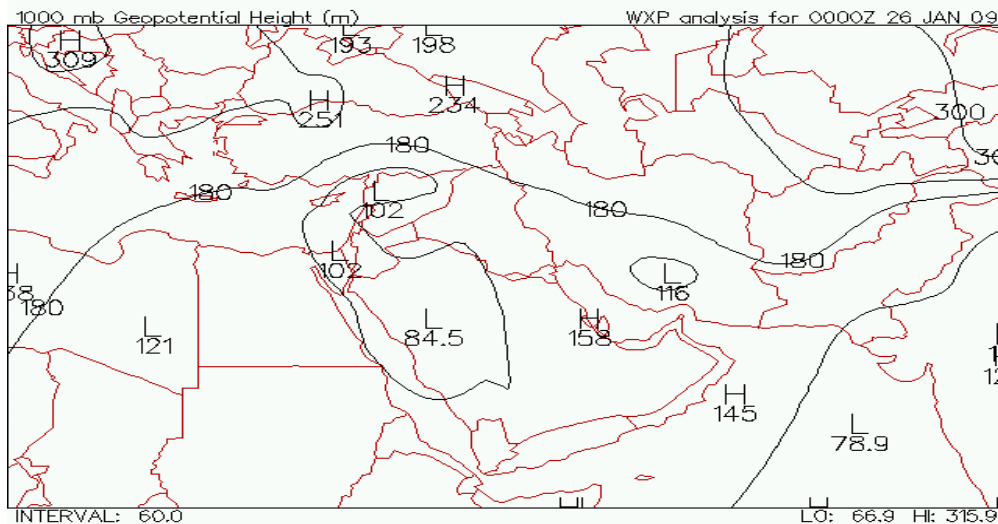 1000 mb Geopotential Height (m) WXP analysis for 0000Z 26 JAN 09
H L L
309 193 198
H H
251 234
300
180
180 L 180
102
L
102 180
H L
38 116
180
L L H
121 84.5 158
H
145
L
78.9
INTERVAL: 60.0 LO: 66.9 HI: 315.9